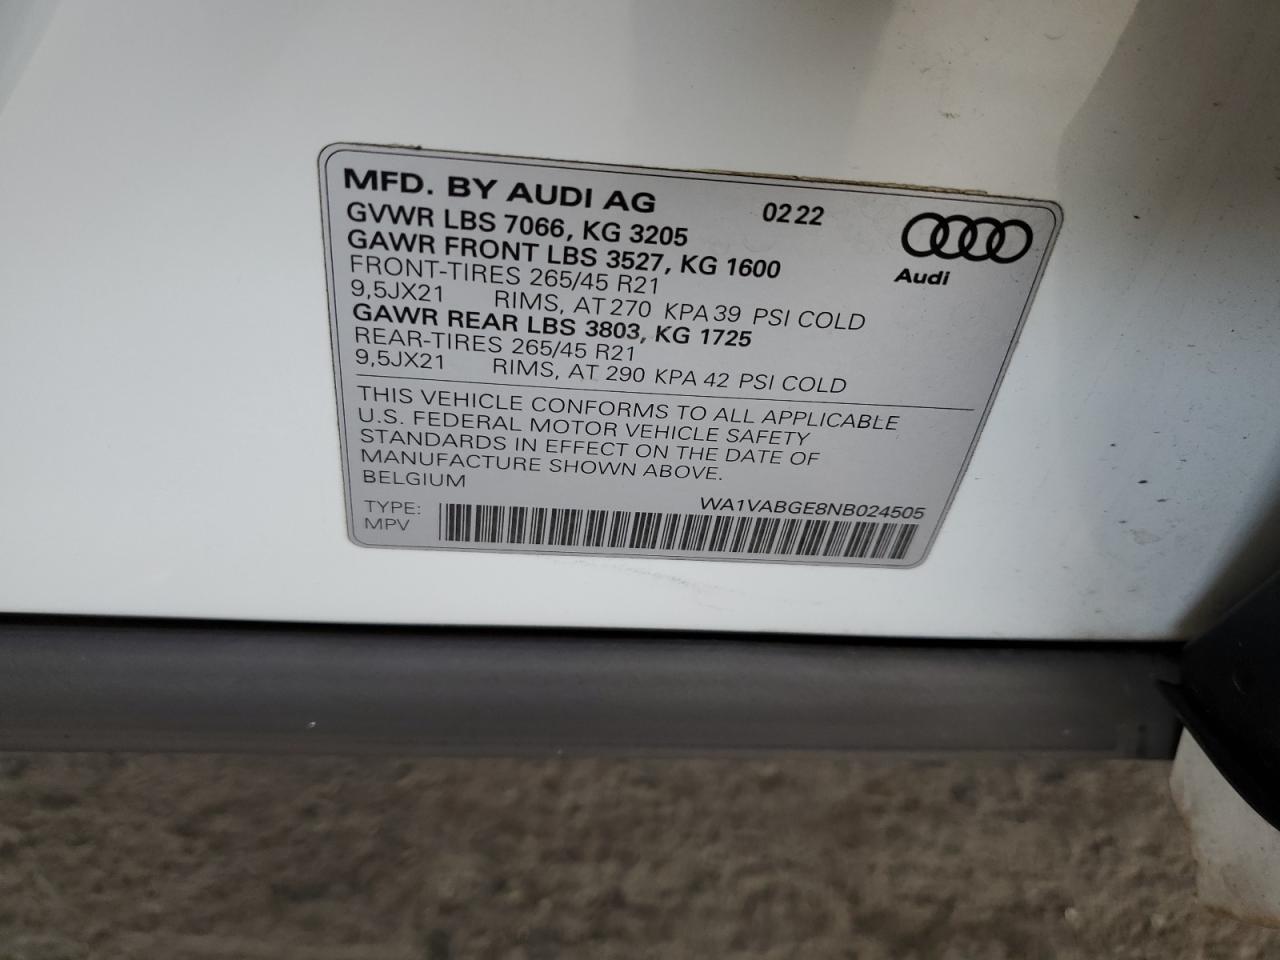 MFD. BY AUDI AG 02 22
GVWR LBS 7066, KG 3205
GAWR FRONT LBS 3527, KG 1600
FRONT-TIRES 265/45 R21
9,5JX21 RIMS, AT 270 KPA 39 PSI COLD
GAWR REAR LBS 3803, KG 1725
REAR-TIRES 265/45 R21
9,5JX21 RIMS, AT 290 KPA 42 PSI COLD
Audi
THIS VEHICLE CONFORMS TO ALL APPLICABLE
U.S. FEDERAL MOTOR VEHICLE SAFETY
STANDARDS IN EFFECT ON THE DATE OF
MANUFACTURE SHOWN ABOVE.
BELGIUM
WA1VABGE8NB024505
TYPE:
MPV